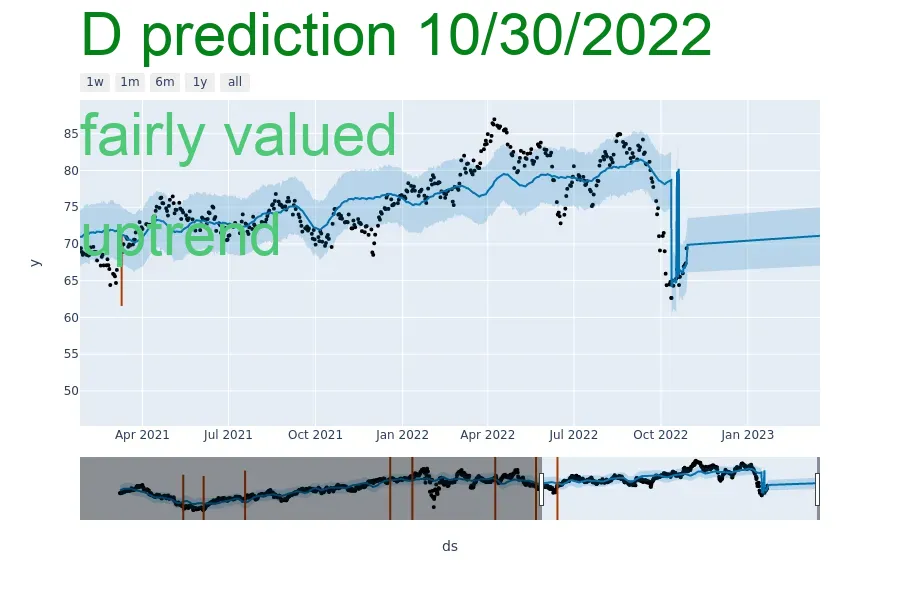 D prediction 10/30/2022
1w 1m 6m 1y all
fairly valued
uptrend
85
80
75
70
65
60
55
50
y
Apr 2021 Jul 2021 Oct 2021 Jan 2022 Apr 2022 Jul 2022 Oct 2022 Jan 2023
ds